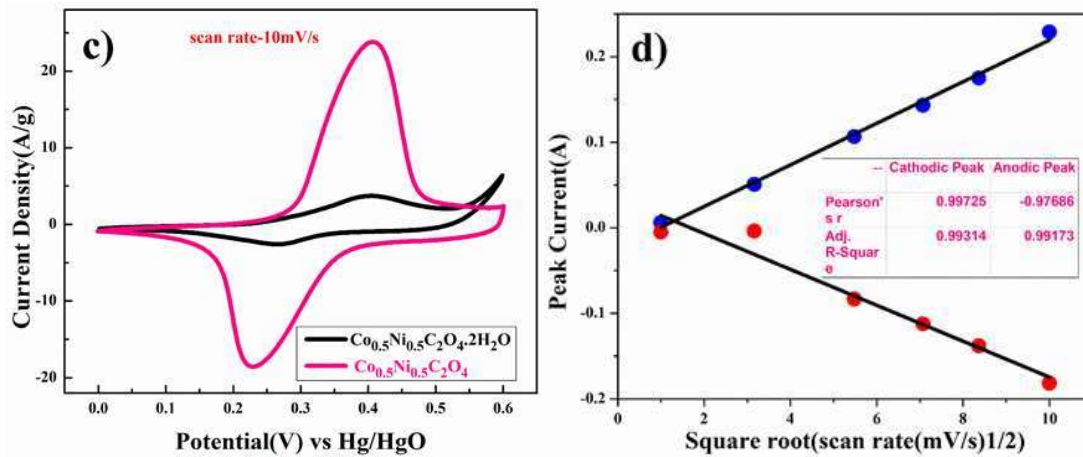 c)
scan rate-10mV/s
Current Density(A/g)
20
10
0
-10
-20
0.0 0.1 0.2 0.3 0.4 0.5 0.6
Potential(V) vs Hg/HgO
Co0.5Ni0.5C2O4.2H2O
Co0.5Ni0.5C2O4
d)
Peak Current(A)
0.2
0.1
0.0
-0.1
-0.2
0 2 4 6 8 10
Square root(scan rate(mV/s)1/2)
-- Cathodic Peak Anodic Peak
Pearson' 0.99725 -0.97686
s r
Adj. 0.99314 0.99173
R-Squar
e